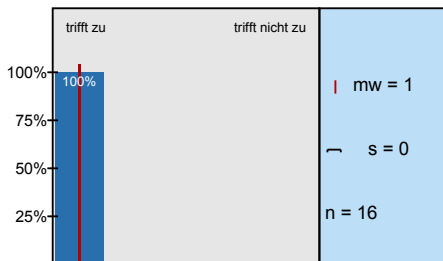 trifft zu trifft nicht zu
100%
100%
mw = 1
75%
s = 0
50%
n = 16
25%